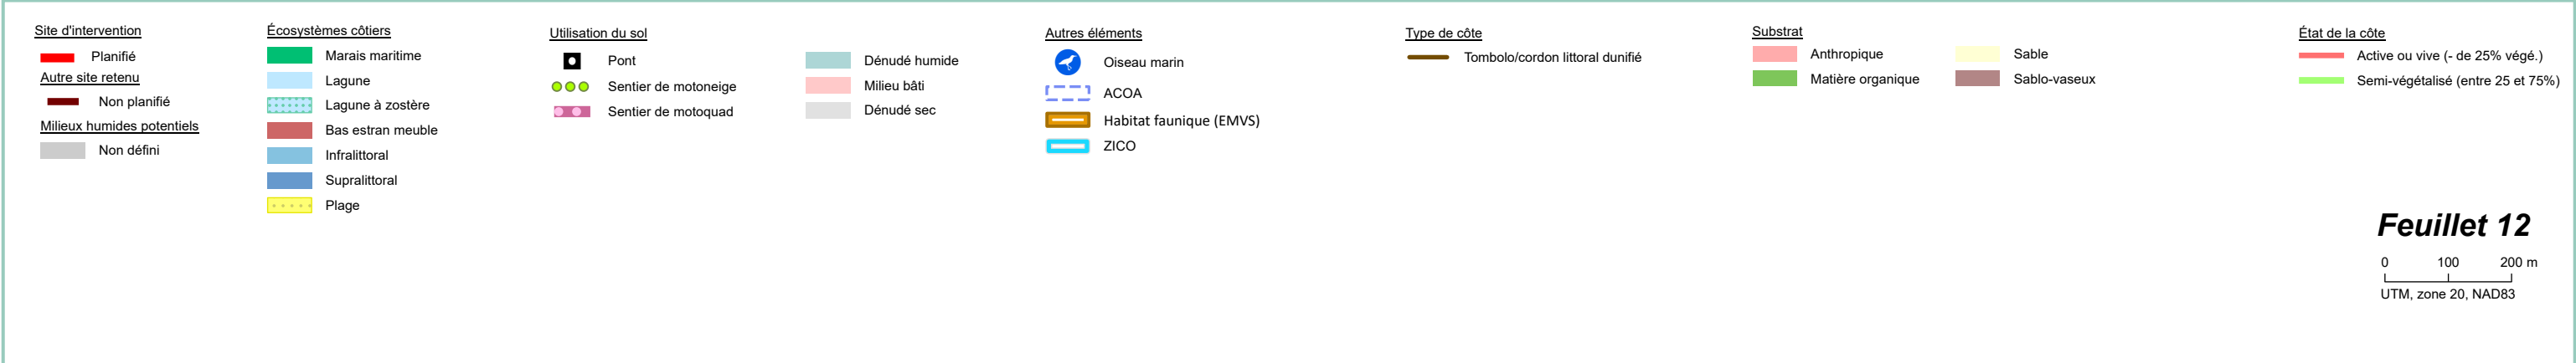 Site d'intervention
Planifié
Autre site retenu
Non planifié
Milieux humides potentiels
Non défini
Écosystèmes côtiers
Marais maritime
Lagune
Lagune à zostère
Bas estran meuble
Infralittoral
Supralittoral
Plage
Utilisation du sol
Pont
Sentier de motoneige
Sentier de motoquad
Dénudé humide
Milieu bâti
Dénudé sec
Autres éléments
Oiseau marin
ACOA
Habitat faunique (EMVS)
ZICO
Type de côte
Tombolo/cordon littoral dunifié
Substrat
Anthropique
Matière organique
Sable
Sablo-vaseux
État de la côte
Active ou vive (- de 25% végé.)
Semi-végétalisé (entre 25 et 75%)
Feuillet 12
0 100 200 m
UTM, zone 20, NAD83